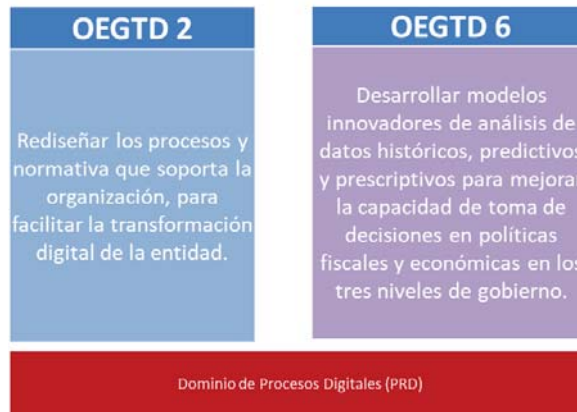 OEGTD 2
Rediseñar los procesos y
normativa que soporta la
organización, para
facilitar la transformación
digital de la entidad.
OEGTD 6
Desarrollar modelos
innovadores de análisis de
datos históricos, predictivos
y prescriptivos para mejorar
la capacidad de toma de
decisiones en políticas
fiscales y económicas en los
tres niveles de gobierno.
Dominio de Procesos Digitales (PRD)